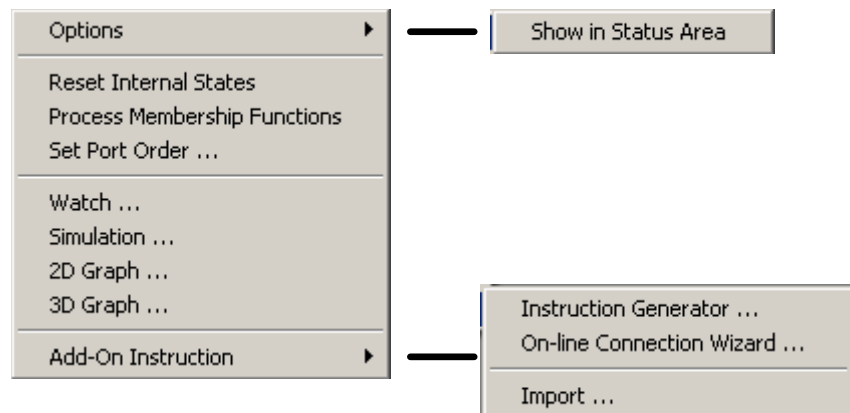 Options
Show in Status Area
Reset Internal States
Process Membership Functions
Set Port Order ...
Watch ...
Simulation ...
2D Graph ...
3D Graph ...
Add-On Instruction
Instruction Generator ...
On-line Connection Wizard ...
Import ...